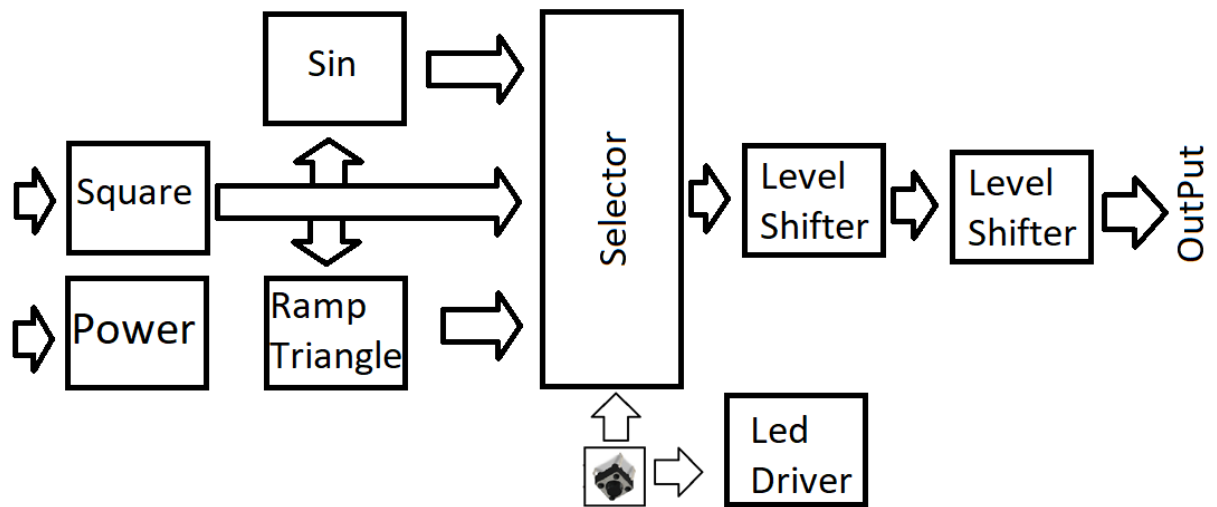 Sin
Square
Power
Ramp
Triangle
Selector
Level
Shifter
Level
Shifter
OutPut
Led
Driver